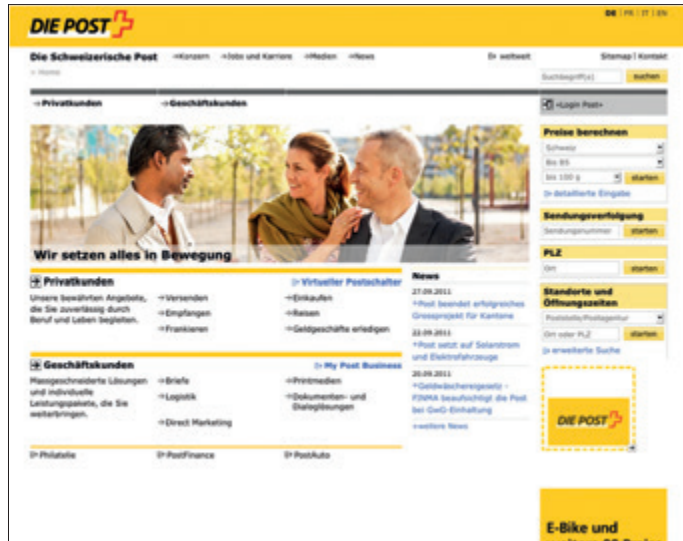 DE | FR | IT | EN
DIE POST
Die Schweizerische Post
Konzern
Jobs und Karriere
Medien
News
weltweit
Sitemap | Kontakt
> Home
Suchbegriff(e)
suchen
Privatkunden
Geschäftskunden
«Login Post»
Preise berechnen
Schweiz
Bis B5
bis 100 g
starten
detaillierte Eingabe
Sendungsverfolgung
Sendungsnummer
starten
PLZ
Ort
starten
Standorte und
Öffnungszeiten
Poststelle/Postagentur
Ort oder PLZ
starten
erweiterte Suche
Wir setzen alles in Bewegung
Privatkunden
Virtueller Postschalter
Unsere bewährten Angebote,
die Sie zuverlässig durch
Beruf und Leben begleiten.
Versenden
Empfangen
Frankieren
Einkaufen
Reisen
Geldgeschäfte erledigen
Geschäftskunden
My Post Business
Massgeschneiderte Lösungen
und individuelle
Leistungspakete, die Sie
weiterbringen.
Briefe
Logistik
Direct Marketing
Printmedien
Dokumenten- und
Dialoglösungen
News
27.09.2011
Post beendet erfolgreiches
Grossprojekt für Kantone
22.09.2011
Post setzt auf Solarstrom
und Elektrofahrzeuge
20.09.2011
Geldwäschereigesetz -
FINMA beaufsichtigt die Post
bei GwG-Einhaltung
weitere News
DIE POST
Philatelie
PostFinance
PostAuto
E-Bike und